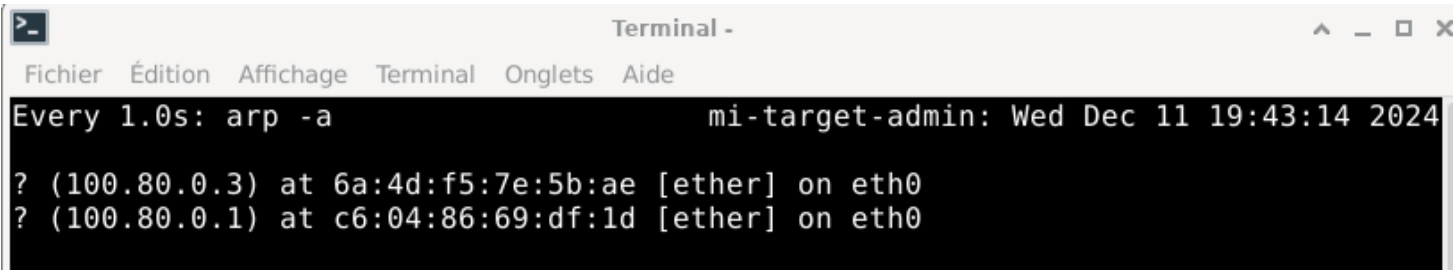 Terminal -
Fichier Édition Affichage Terminal Onglets Aide
Every 1.0s: arp -a mi-target-admin: Wed Dec 11 19:43:14 2024
? (100.80.0.3) at 6a:4d:f5:7e:5b:ae [ether] on eth0
? (100.80.0.1) at c6:04:86:69:df:1d [ether] on eth0